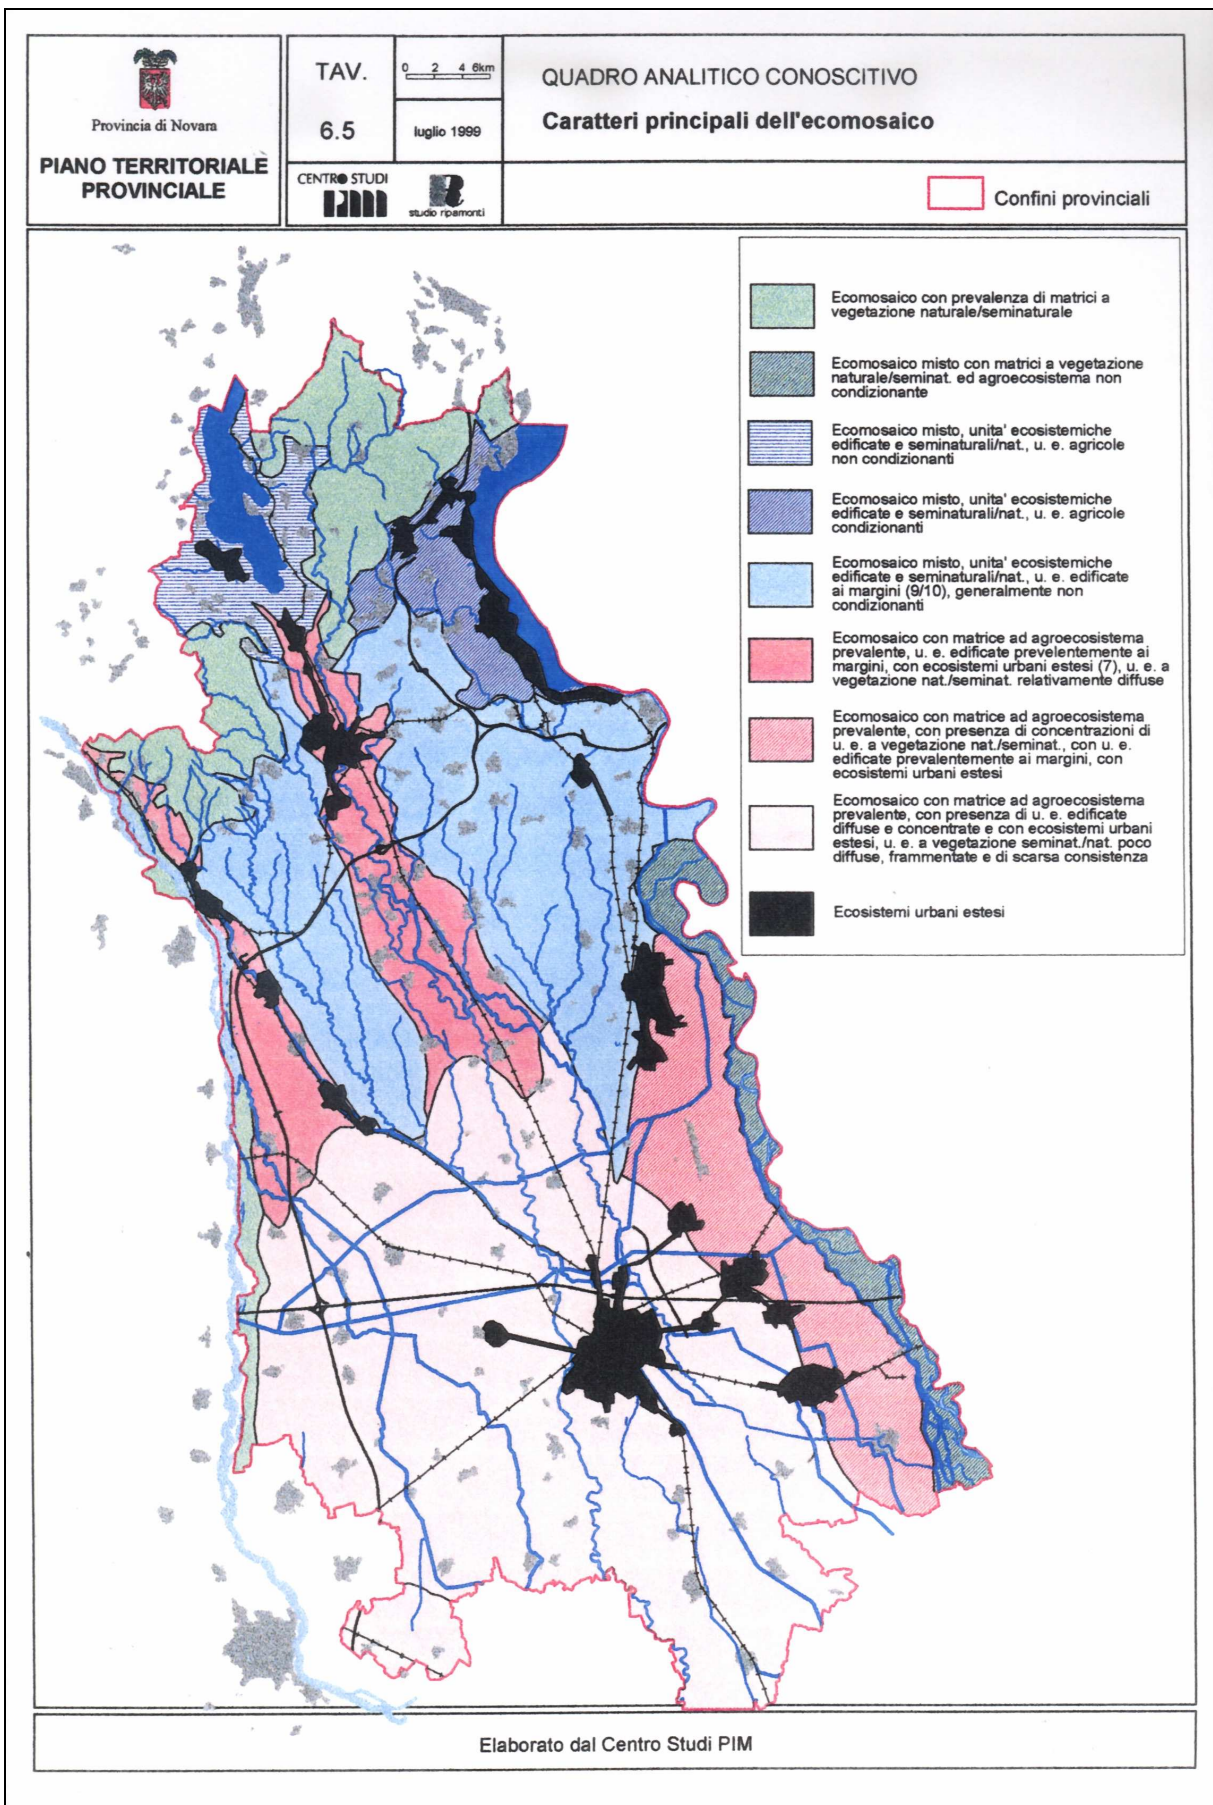 Provincia di Novara
PIANO TERRITORIALE
PROVINCIALE
TAV.
6.5
0 2 4 6km
luglio 1999
CENTRO STUDI
PIM
studio ripamonti
QUADRO ANALITICO CONOSCITIVO
Caratteri principali dell'ecomosaico
Confini provinciali
Ecomosaico con prevalenza di matrici a
vegetazione naturale/seminaturale
Ecomosaico misto con matrici a vegetazione
naturale/seminat. ed agroecosistema non
condizionante
Ecomosaico misto, unita' ecosistemiche
edificate e seminaturali/nat., u. e. agricole
non condizionanti
Ecomosaico misto, unita' ecosistemiche
edificate e seminaturali/nat., u. e. agricole
condizionanti
Ecomosaico misto, unita' ecosistemiche
edificate e seminaturali/nat., u. e. edificate
ai margini (9/10), generalmente non
condizionanti
Ecomosaico con matrice ad agroecosistema
prevalente, u. e. edificate prevelentemente ai
margini, con ecosistemi urbani estesi (7), u. e. a
vegetazione nat./seminat. relativamente diffuse
Ecomosaico con matrice ad agroecosistema
prevalente, con presenza di concentrazioni di
u. e. a vegetazione nat./seminat., con u. e.
edificate prevalentemente ai margini, con
ecosistemi urbani estesi
Ecomosaico con matrice ad agroecosistema
prevalente, con presenza di u. e. edificate
diffuse e concentrate e con ecosistemi urbani
estesi, u. e. a vegetazione seminat./nat. poco
diffuse, frammentate e di scarsa consistenza
Ecosistemi urbani estesi
Elaborato dal Centro Studi PIM